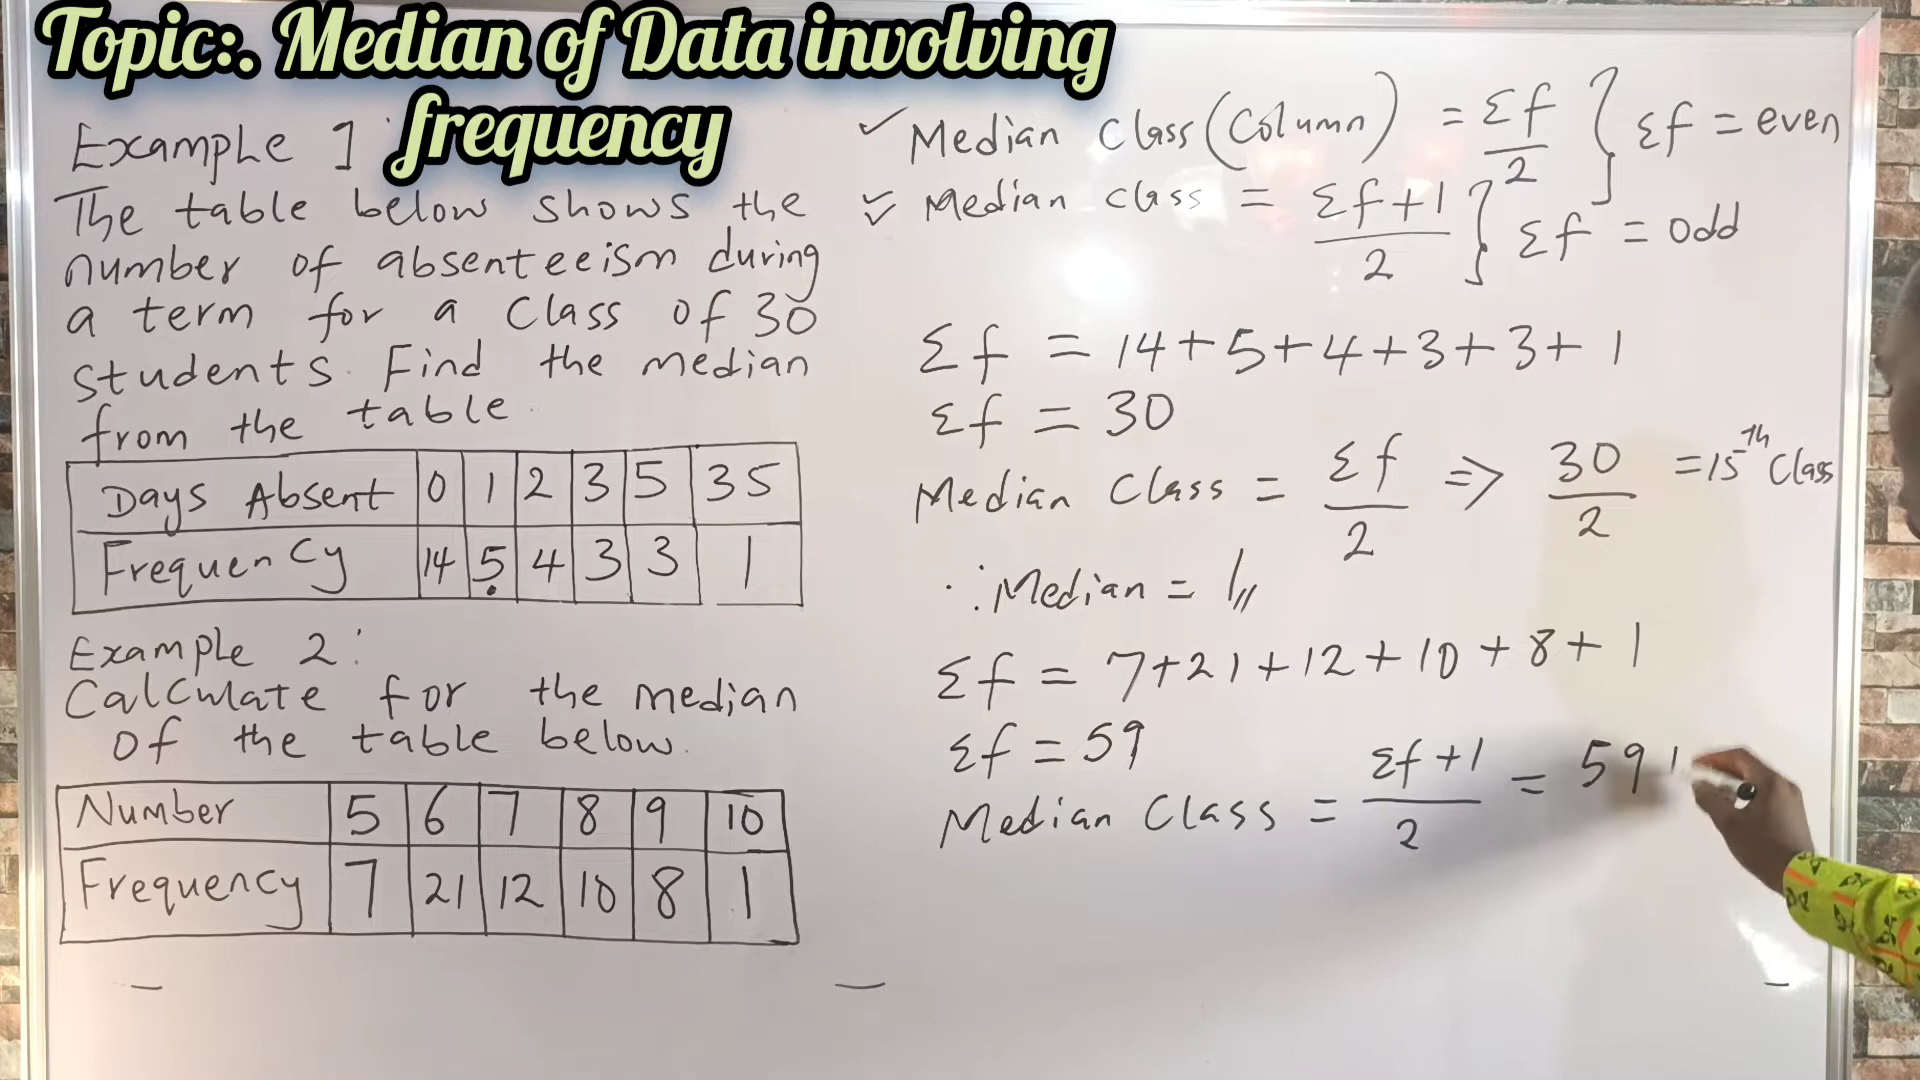 Topic:. Median of Data involving
frequency
Example 1
The table below shows the
number of absenteeism during
a term for a Class of 30
students. Find the median
from the table.
Days Absent 0 1 2 3 5 35
Frequency 14 5 4 3 3 1
Example 2:
Calculate for the median
of the table below.
Number 5 6 7 8 9 10
Frequency 7 21 12 10 8 1
✓ Median Class (Column) = Σf/2 } Σf = even
✓ Median class = Σf+1/2 } Σf = odd
Σf = 14+5+4+3+3+1
Σf = 30
Median Class = Σf/2 => 30/2 = 15th Class
∴ Median = 1//
Σf = 7+21+12+10+8+1
Σf = 59
Median Class = Σf+1/2 = 59